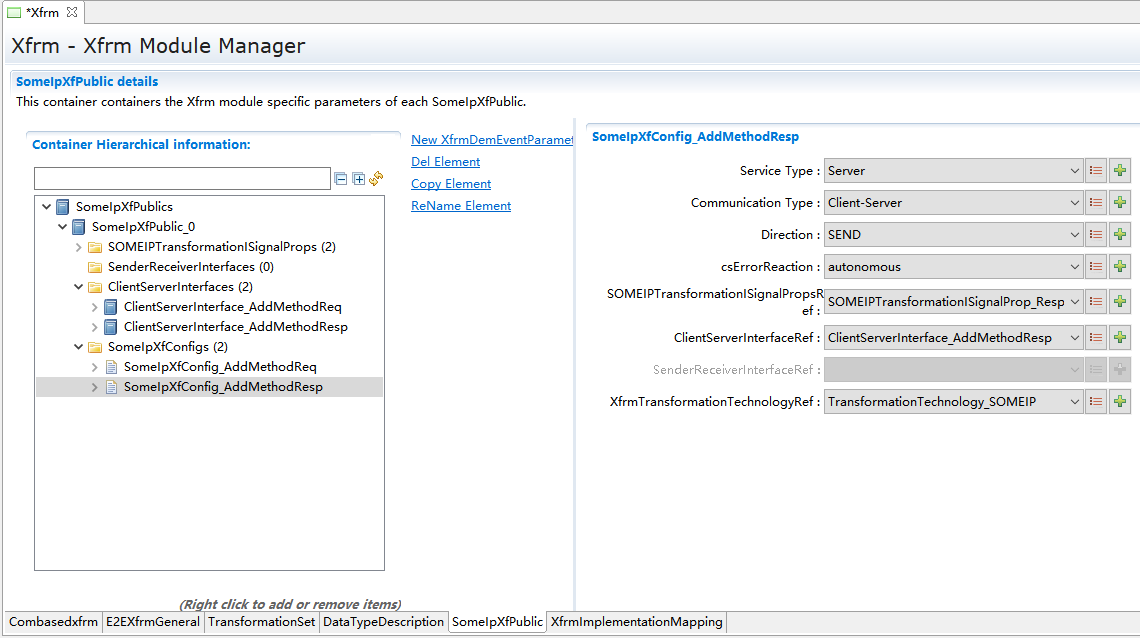 *Xfrm
Xfrm - Xfrm Module Manager
SomeIpXfPublic details
This container containers the Xfrm module specific parameters of each SomeIpXfPublic.
Container Hierarchical information:
SomeIpXfPublics
SomeIpXfPublic_0
SOMEIPTransformationISignalProps (2)
SenderReceiverInterfaces (0)
ClientServerInterfaces (2)
ClientServerInterface_AddMethodReq
ClientServerInterface_AddMethodResp
SomeIpXfConfigs (2)
SomeIpXfConfig_AddMethodReq
SomeIpXfConfig_AddMethodResp
(Right click to add or remove items)
New XfrmDemEventParamet
Del Element
Copy Element
ReName Element
SomeIpXfConfig_AddMethodResp
Service Type : Server
Communication Type : Client-Server
Direction : SEND
csErrorReaction : autonomous
SOMEIPTransformationISignalPropsR
ef : SOMEIPTransformationISignalProp_Resp
ClientServerInterfaceRef : ClientServerInterface_AddMethodResp
SenderReceiverInterfaceRef :
XfrmTransformationTechnologyRef : TransformationTechnology_SOMEIP
Combasedxfrm E2EXfrmGeneral TransformationSet DataTypeDescription SomeIpXfPublic XfrmImplementationMapping